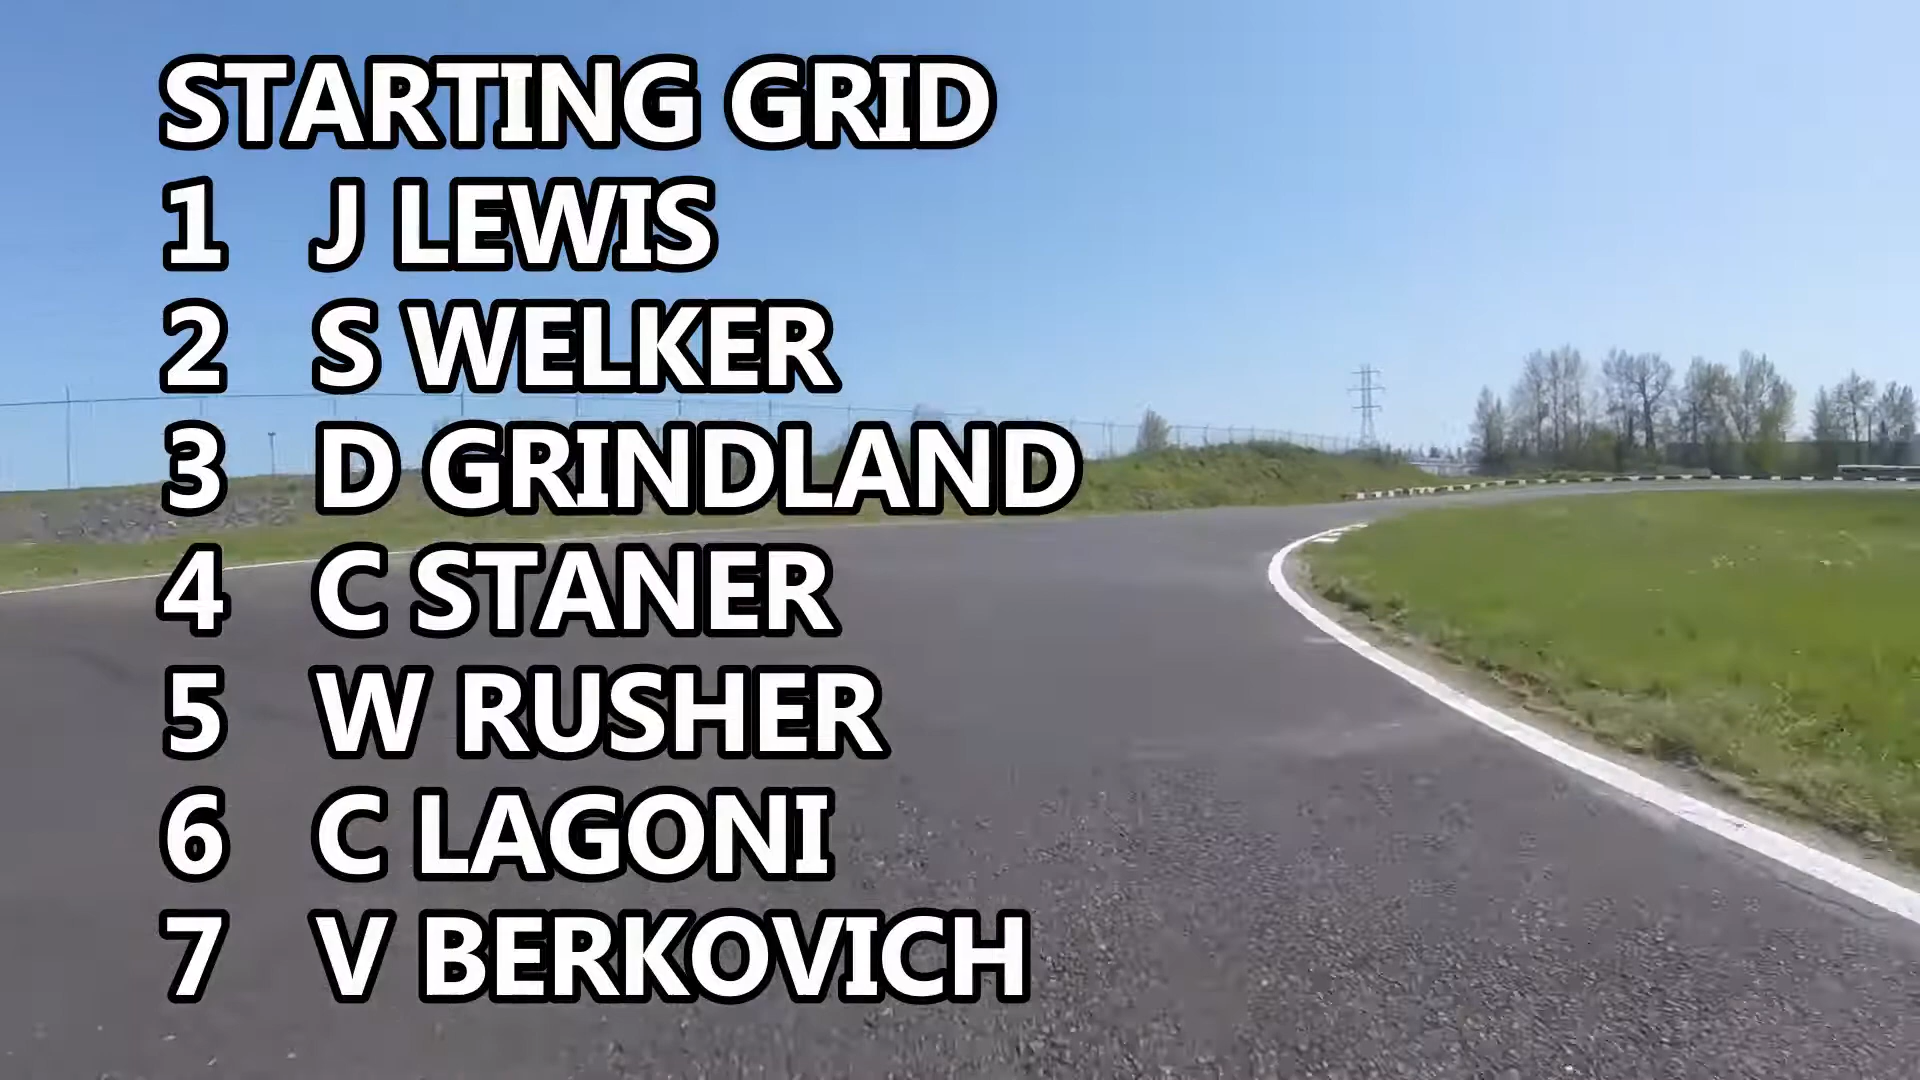 STARTING GRID
1 J LEWIS
2 S WELKER
3 D GRINDLAND
4 C STANER
5 W RUSHER
6 C LAGONI
7 V BERKOVICH